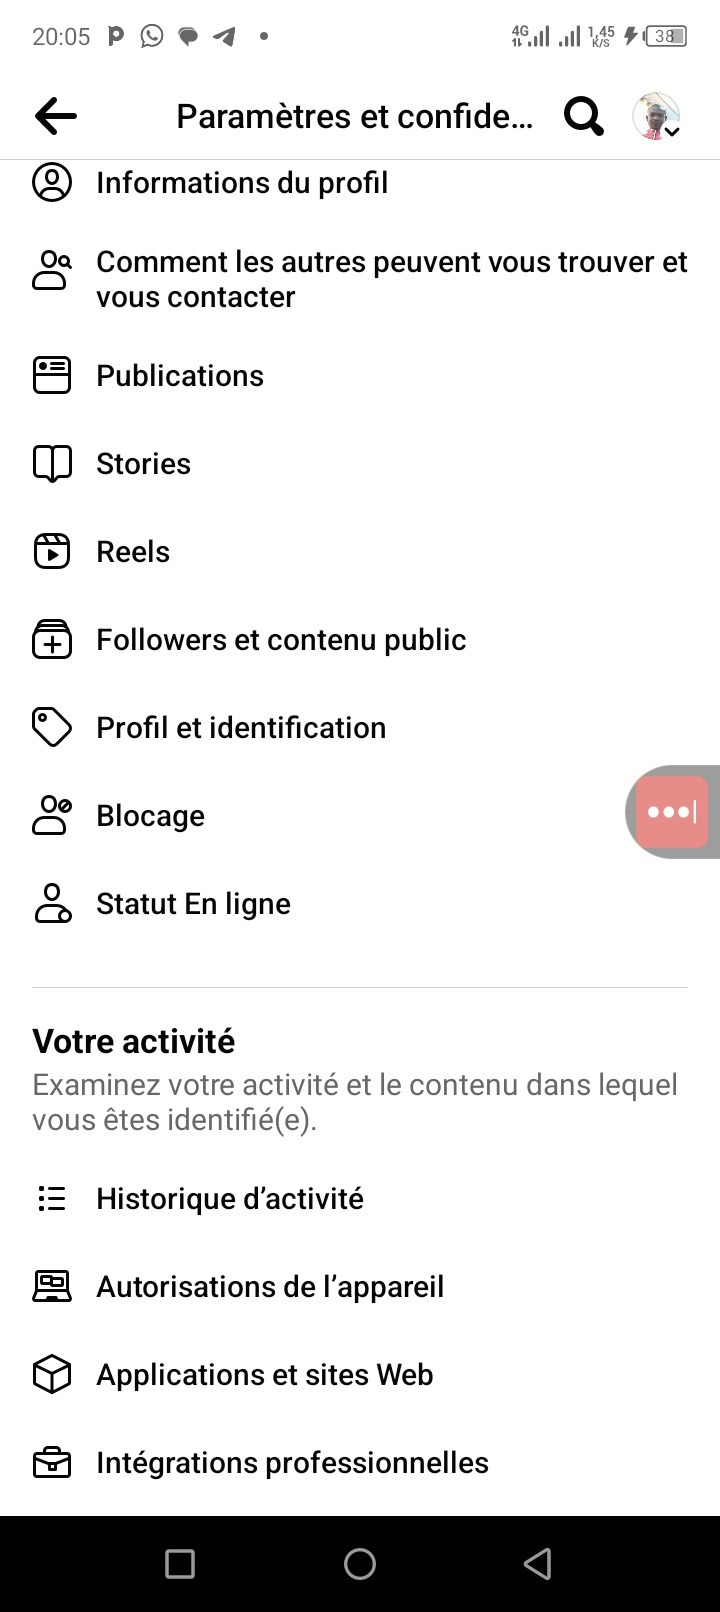 20:05
4G
1,45
K/S
38
Paramètres et confide...
Informations du profil
Comment les autres peuvent vous trouver et
vous contacter
Publications
Stories
Reels
Followers et contenu public
Profil et identification
Blocage
Statut En ligne
Votre activité
Examinez votre activité et le contenu dans lequel
vous êtes identifié(e).
Historique d’activité
Autorisations de l’appareil
Applications et sites Web
Intégrations professionnelles